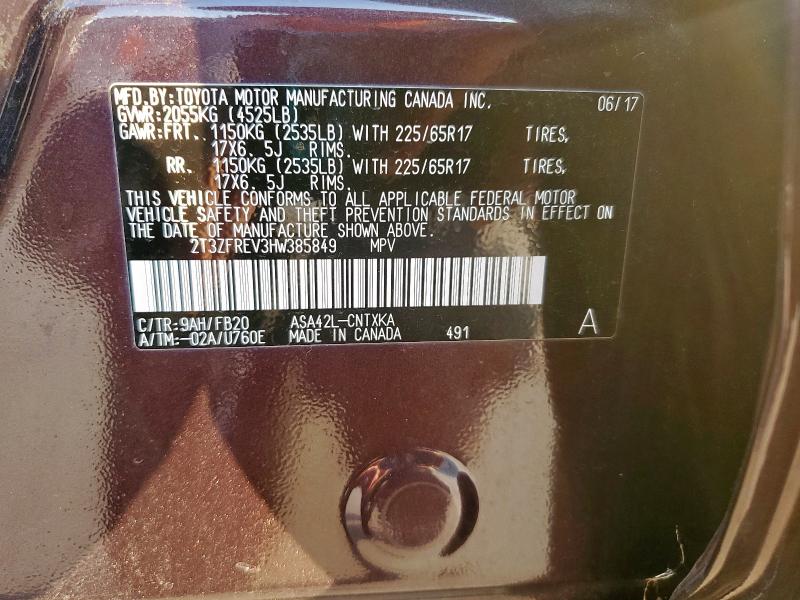 MFD.BY:TOYOTA MOTOR MANUFACTURING CANADA INC. 06/17
GVWR:2055KG (4525LB)
GAWR:FRT. 1150KG (2535LB) WITH 225/65R17 TIRES,
17X6. 5J RIMS.
RR. 1150KG (2535LB) WITH 225/65R17 TIRES,
17X6. 5J RIMS.
THIS VEHICLE CONFORMS TO ALL APPLICABLE FEDERAL MOTOR
VEHICLE SAFETY AND THEFT PREVENTION STANDARDS IN EFFECT ON
THE DATE OF MANUFACTURE SHOWN ABOVE.
2T3ZFREV3HW385849 MPV
C/TR:9AH/FB20 ASA42L-CNTXKA A
A/TM:-02A/U760E MADE IN CANADA 491